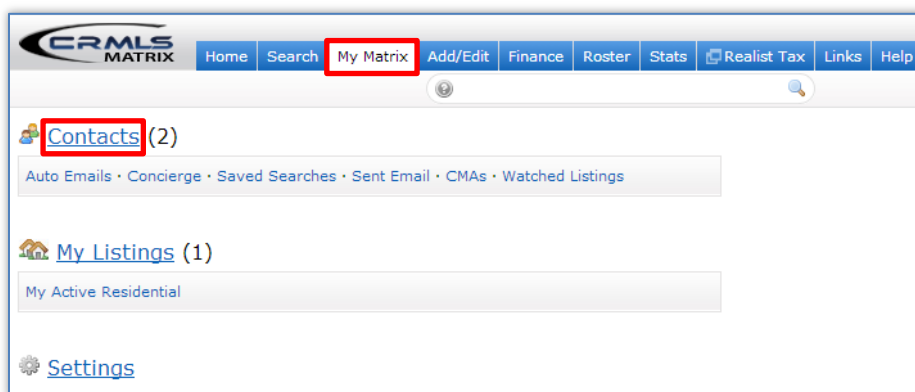 CRMLS
MATRIX
Home Search My Matrix Add/Edit Finance Roster Stats Realist Tax Links Help
Contacts (2)
Auto Emails · Concierge · Saved Searches · Sent Email · CMAs · Watched Listings
My Listings (1)
My Active Residential
Settings